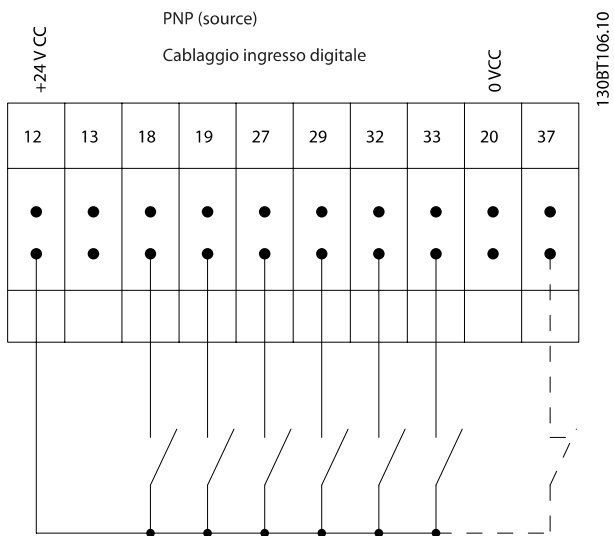 PNP (source)
Cablaggio ingresso digitale
+24 V CC
0 VCC
130BT106.10
12 13 18 19 27 29 32 33 20 37